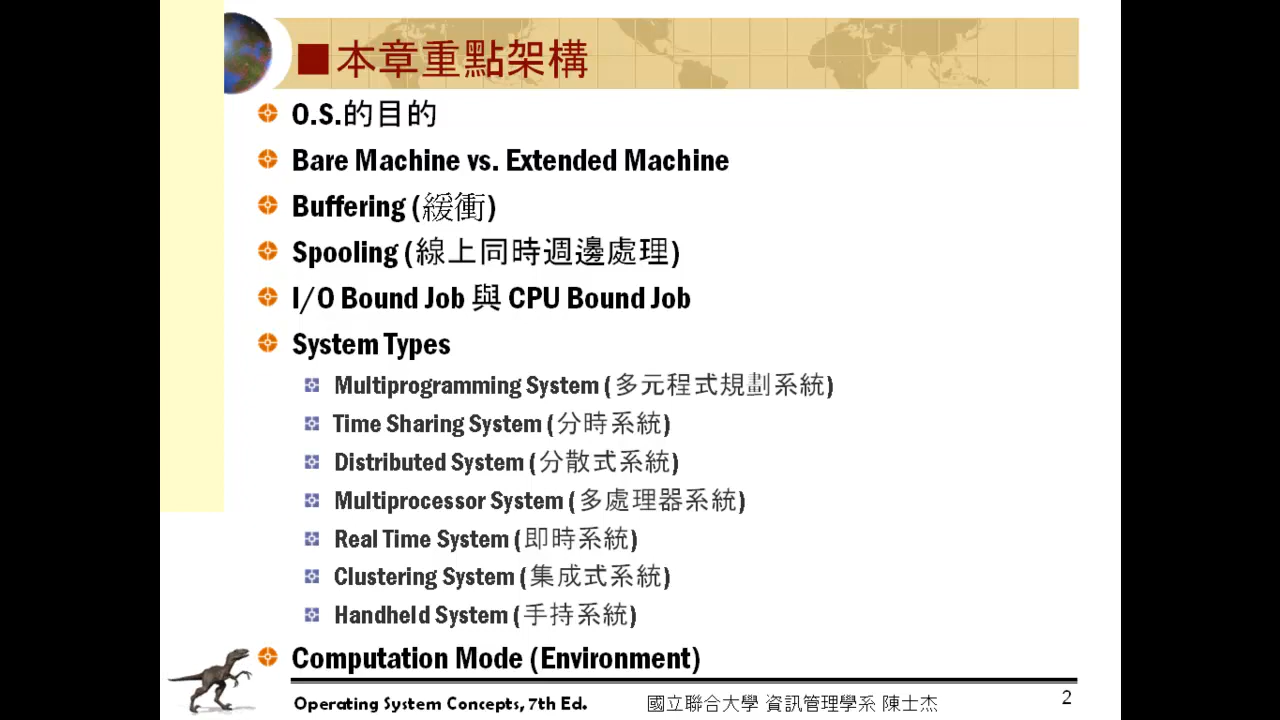 本章重點架構
O.S.的目的
Bare Machine vs. Extended Machine
Buffering (緩衝)
Spooling (線上同時週邊處理)
I/O Bound Job 與 CPU Bound Job
System Types
Multiprogramming System (多元程式規劃系統)
Time Sharing System (分時系統)
Distributed System (分散式系統)
Multiprocessor System (多處理器系統)
Real Time System (即時系統)
Clustering System (集成式系統)
Handheld System (手持系統)
Computation Mode (Environment)
Operating System Concepts, 7th Ed. 國立聯合大學 資訊管理學系 陳士杰 2